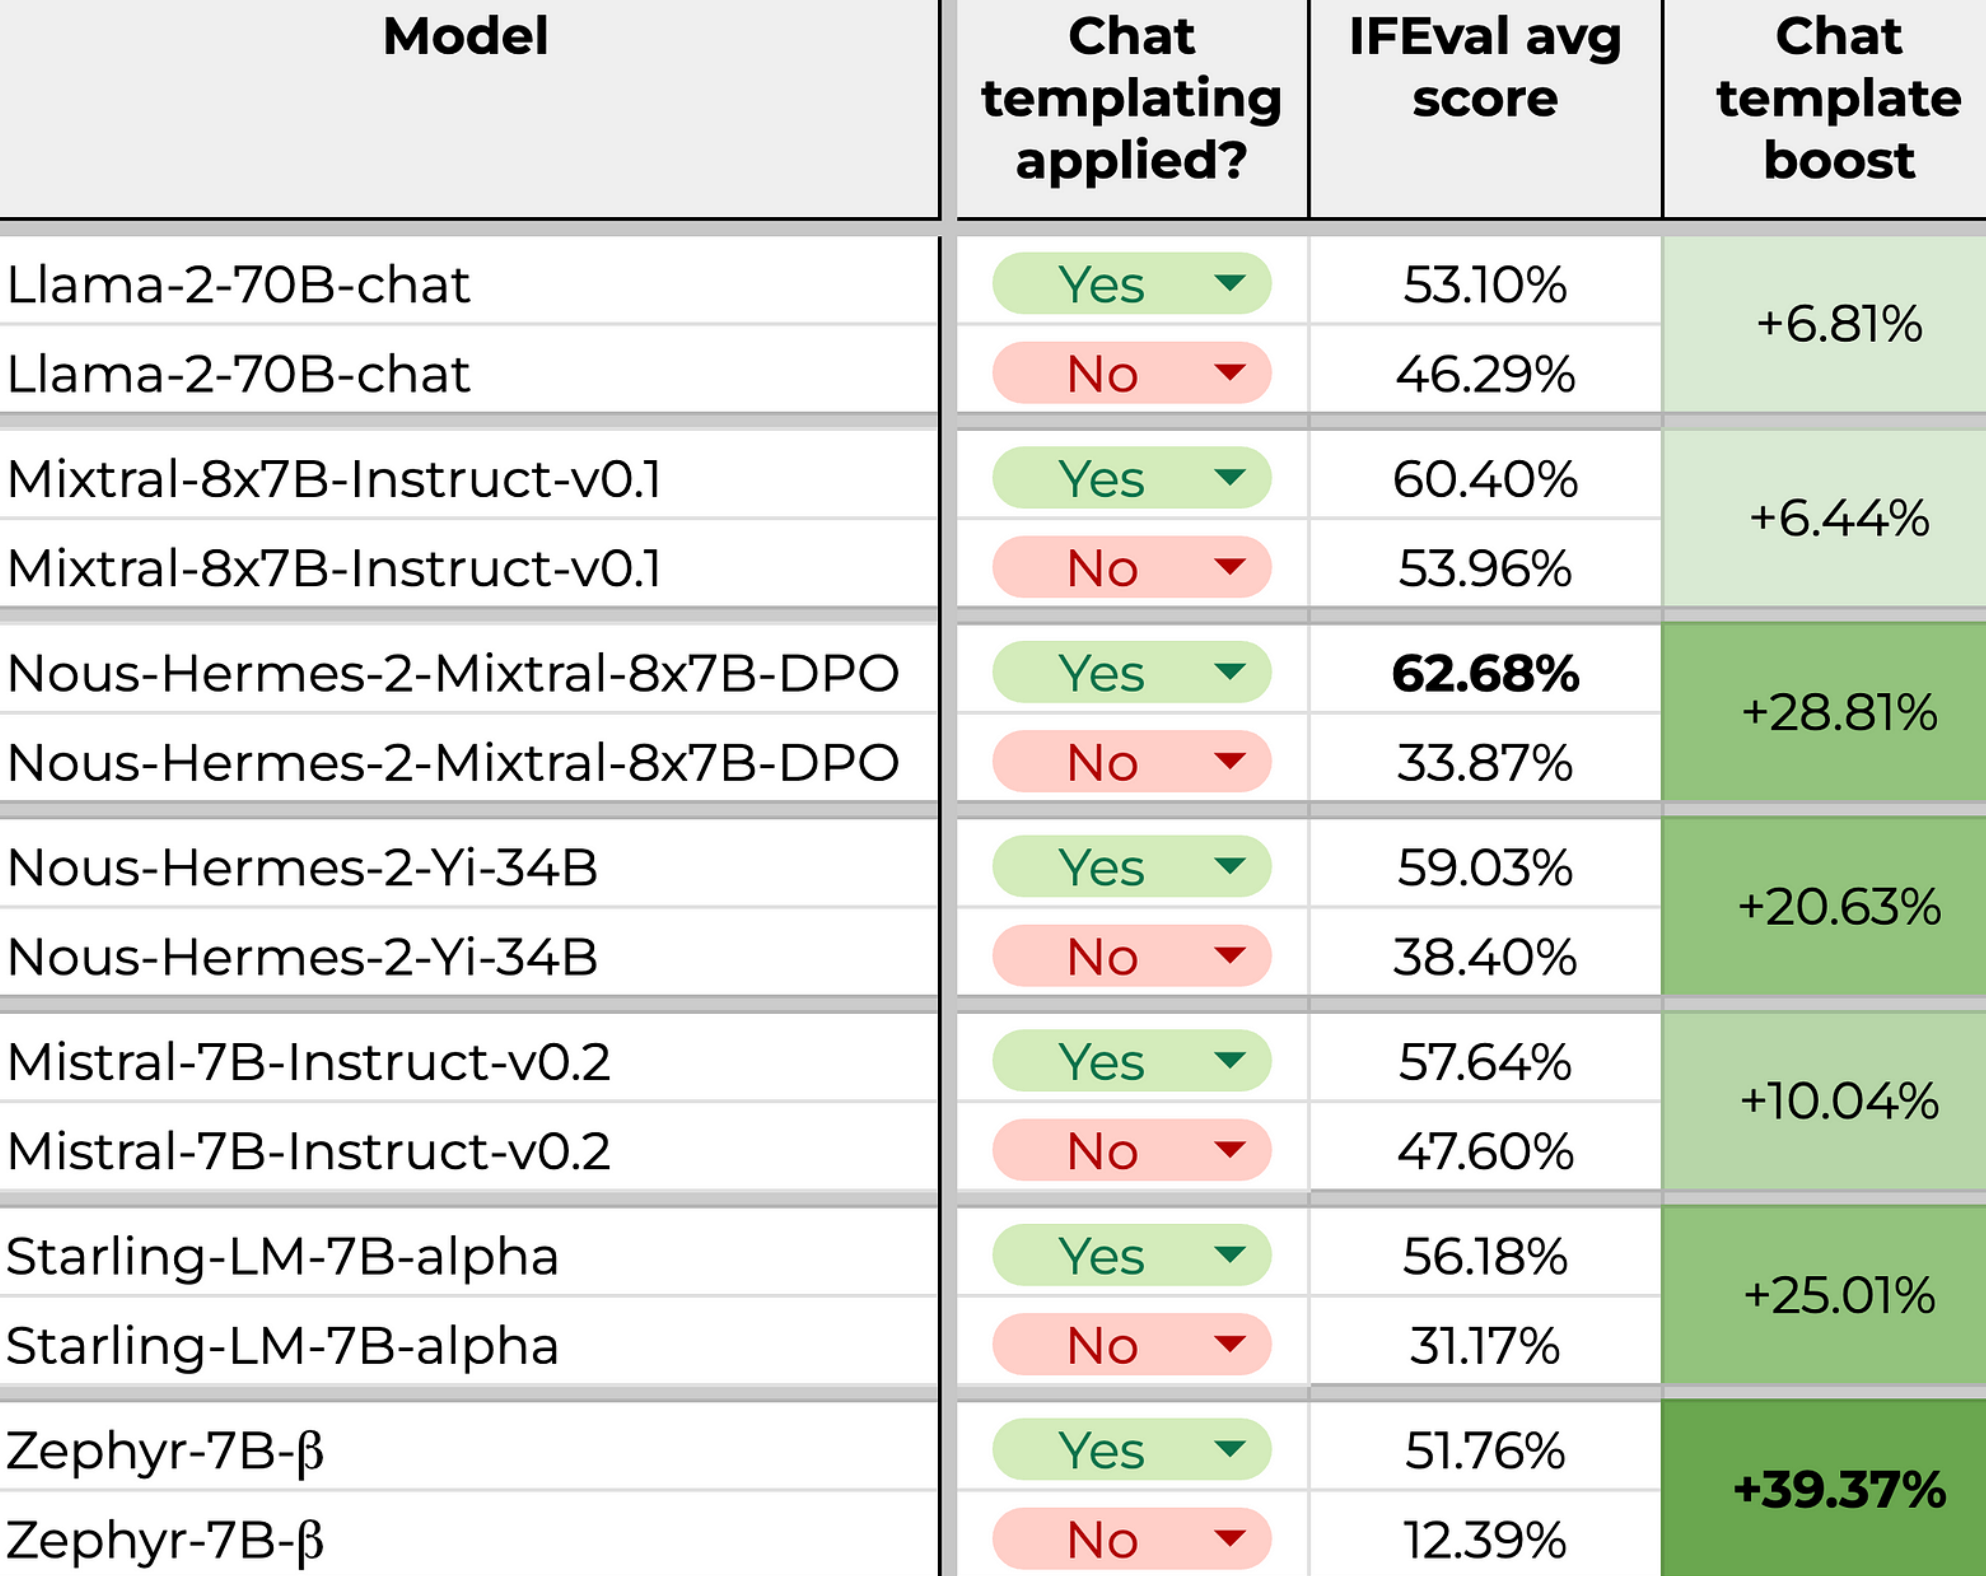 Model Chat templating applied? IFEval avg score Chat template boost
Llama-2-70B-chat Yes 53.10% +6.81%
Llama-2-70B-chat No 46.29%
Mixtral-8x7B-Instruct-v0.1 Yes 60.40% +6.44%
Mixtral-8x7B-Instruct-v0.1 No 53.96%
Nous-Hermes-2-Mixtral-8x7B-DPO Yes 62.68% +28.81%
Nous-Hermes-2-Mixtral-8x7B-DPO No 33.87%
Nous-Hermes-2-Yi-34B Yes 59.03% +20.63%
Nous-Hermes-2-Yi-34B No 38.40%
Mistral-7B-Instruct-v0.2 Yes 57.64% +10.04%
Mistral-7B-Instruct-v0.2 No 47.60%
Starling-LM-7B-alpha Yes 56.18% +25.01%
Starling-LM-7B-alpha No 31.17%
Zephyr-7B-β Yes 51.76% +39.37%
Zephyr-7B-β No 12.39%